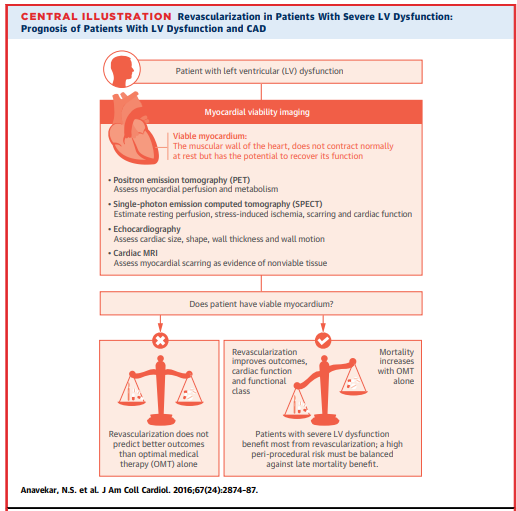 CENTRAL ILLUSTRATION Revascularization in Patients With Severe LV Dysfunction:
Prognosis of Patients With LV Dysfunction and CAD
Patient with left ventricular (LV) dysfunction
Myocardial viability imaging
Viable myocardium:
The muscular wall of the heart, does not contract normally
at rest but has the potential to recover its function
• Positron emission tomography (PET)
Assess myocardial perfusion and metabolism
• Single-photon emission computed tomography (SPECT)
Estimate resting perfusion, stress-induced ischemia, scarring and cardiac function
• Echocardiography
Assess cardiac size, shape, wall thickness and wall motion
• Cardiac MRI
Assess myocardial scarring as evidence of nonviable tissue
Does patient have viable myocardium?
Revascularization does not
predict better outcomes
than optimal medical
therapy (OMT) alone
Revascularization
improves outcomes,
cardiac function
and functional
class
Mortality
increases
with OMT
alone
Patients with severe LV dysfunction
benefit most from revascularization; a high
peri-procedural risk must be balanced
against late mortality benefit.
Anavekar, N.S. et al. J Am Coll Cardiol. 2016;67(24):2874–87.